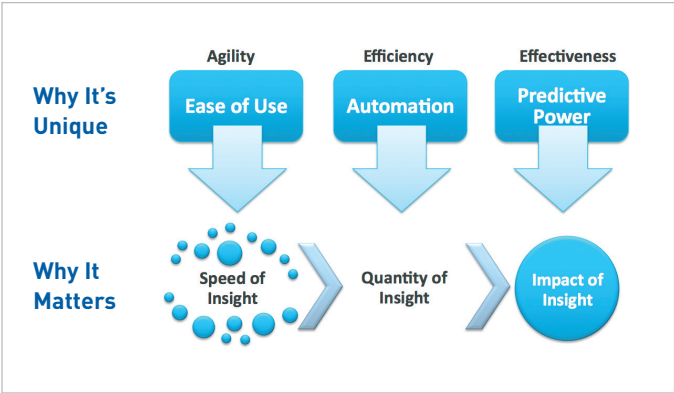 Agility
Efficiency
Effectiveness
Why It's
Unique
Ease of Use
Automation
Predictive
Power
Why It
Matters
Speed of
Insight
Quantity of
Insight
Impact of
Insight